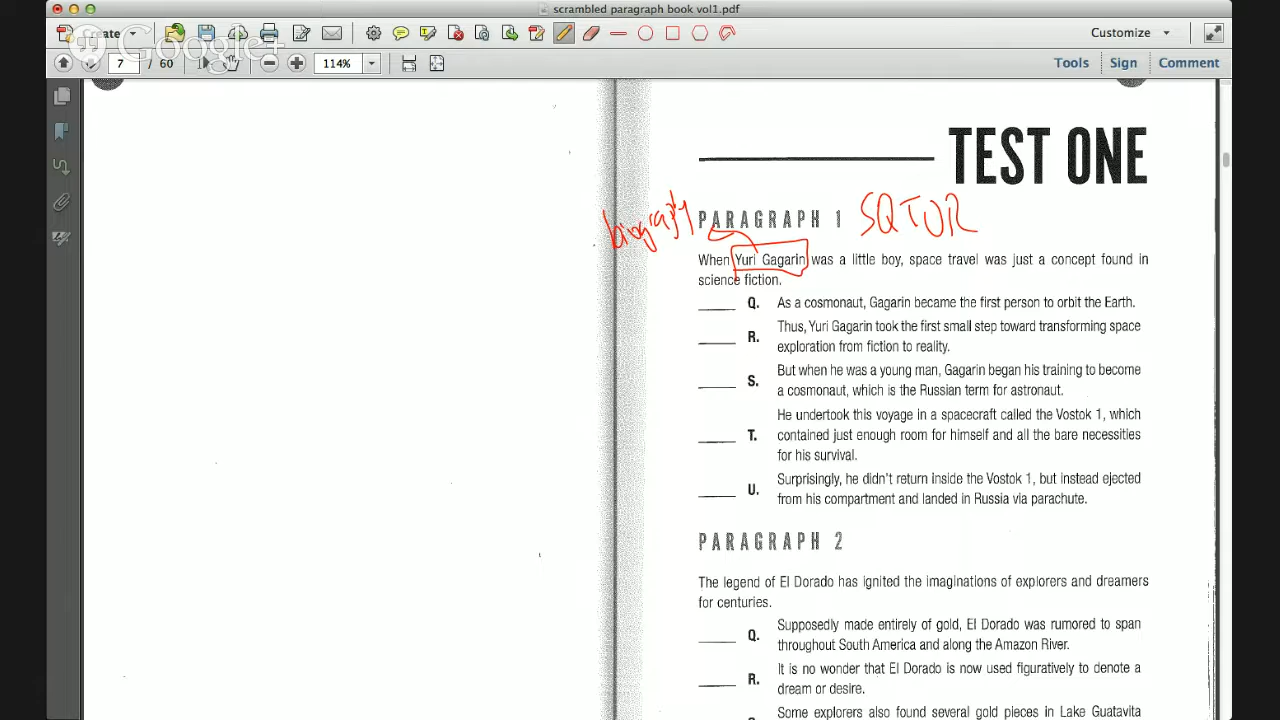 scrambled paragraph book vol1.pdf
Create
Google+
Customize
7 / 60
114%
Tools Sign Comment
TEST ONE
biography
PARAGRAPH 1 SQTUR
When Yuri Gagarin was a little boy, space travel was just a concept found in
science fiction.
____ Q. As a cosmonaut, Gagarin became the first person to orbit the Earth.
____ R. Thus, Yuri Gagarin took the first small step toward transforming space
exploration from fiction to reality.
____ S. But when he was a young man, Gagarin began his training to become
a cosmonaut, which is the Russian term for astronaut.
____ T. He undertook this voyage in a spacecraft called the Vostok 1, which
contained just enough room for himself and all the bare necessities
for his survival.
____ U. Surprisingly, he didn't return inside the Vostok 1, but instead ejected
from his compartment and landed in Russia via parachute.
PARAGRAPH 2
The legend of El Dorado has ignited the imaginations of explorers and dreamers
for centuries.
____ Q. Supposedly made entirely of gold, El Dorado was rumored to span
throughout South America and along the Amazon River.
____ R. It is no wonder that El Dorado is now used figuratively to denote a
dream or desire.
Some explorers also found several gold pieces in Lake Guatavita